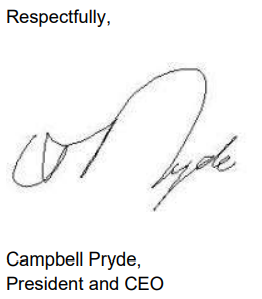 Respectfully,
Campbell Pryde,
President and CEO